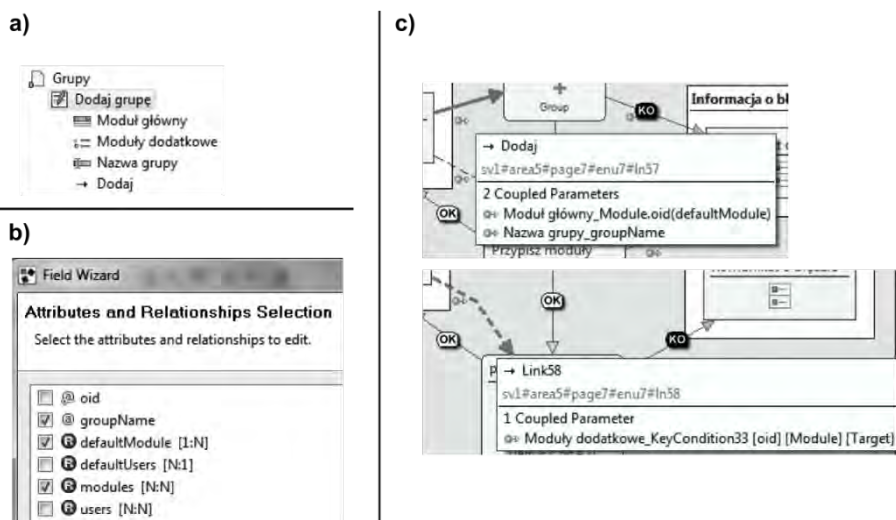 a)
Grupy
Dodaj grupę
Moduł główny
Moduły dodatkowe
Nazwa grupy
→ Dodaj
b)
Field Wizard
Attributes and Relationships Selection
Select the attributes and relationships to edit.
oid
groupName
defaultModule [1:N]
defaultUsers [N:1]
modules [N:N]
users [N:N]
c)
Group
KO
Informacja o bł
→ Dodaj
sv1#area5#page7#enu7#ln57
2 Coupled Parameters
Moduł główny_Module.oid(defaultModule)
Nazwa grupy_groupName
OK
Przypisz moduły
OK
OK
KO
→ Link58
sv1#area5#page7#enu7#ln58
1 Coupled Parameter
Moduły dodatkowe_KeyCondition33 [oid] [Module] [Target]